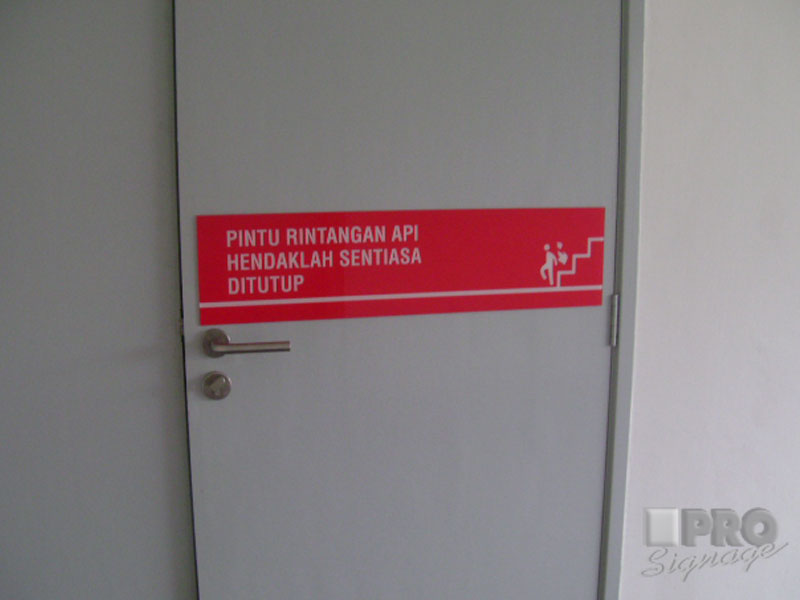 PINTU RINTANGAN API
HENDAKLAH SENTIASA
DITUTUP
PRO
Signage